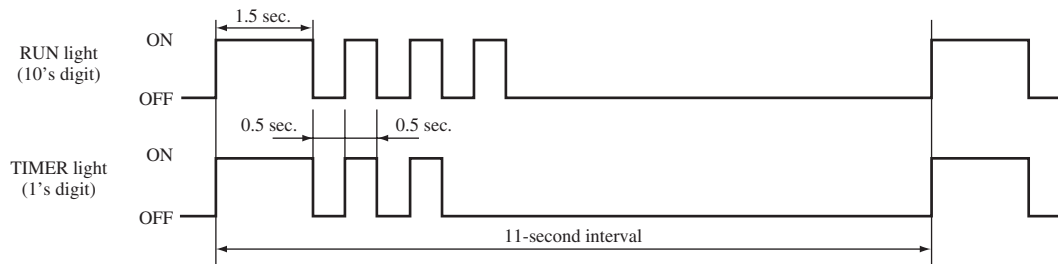 1.5 sec.
ON
RUN light
(10's digit)
OFF
0.5 sec.
0.5 sec.
ON
TIMER light
(1's digit)
OFF
11-second interval